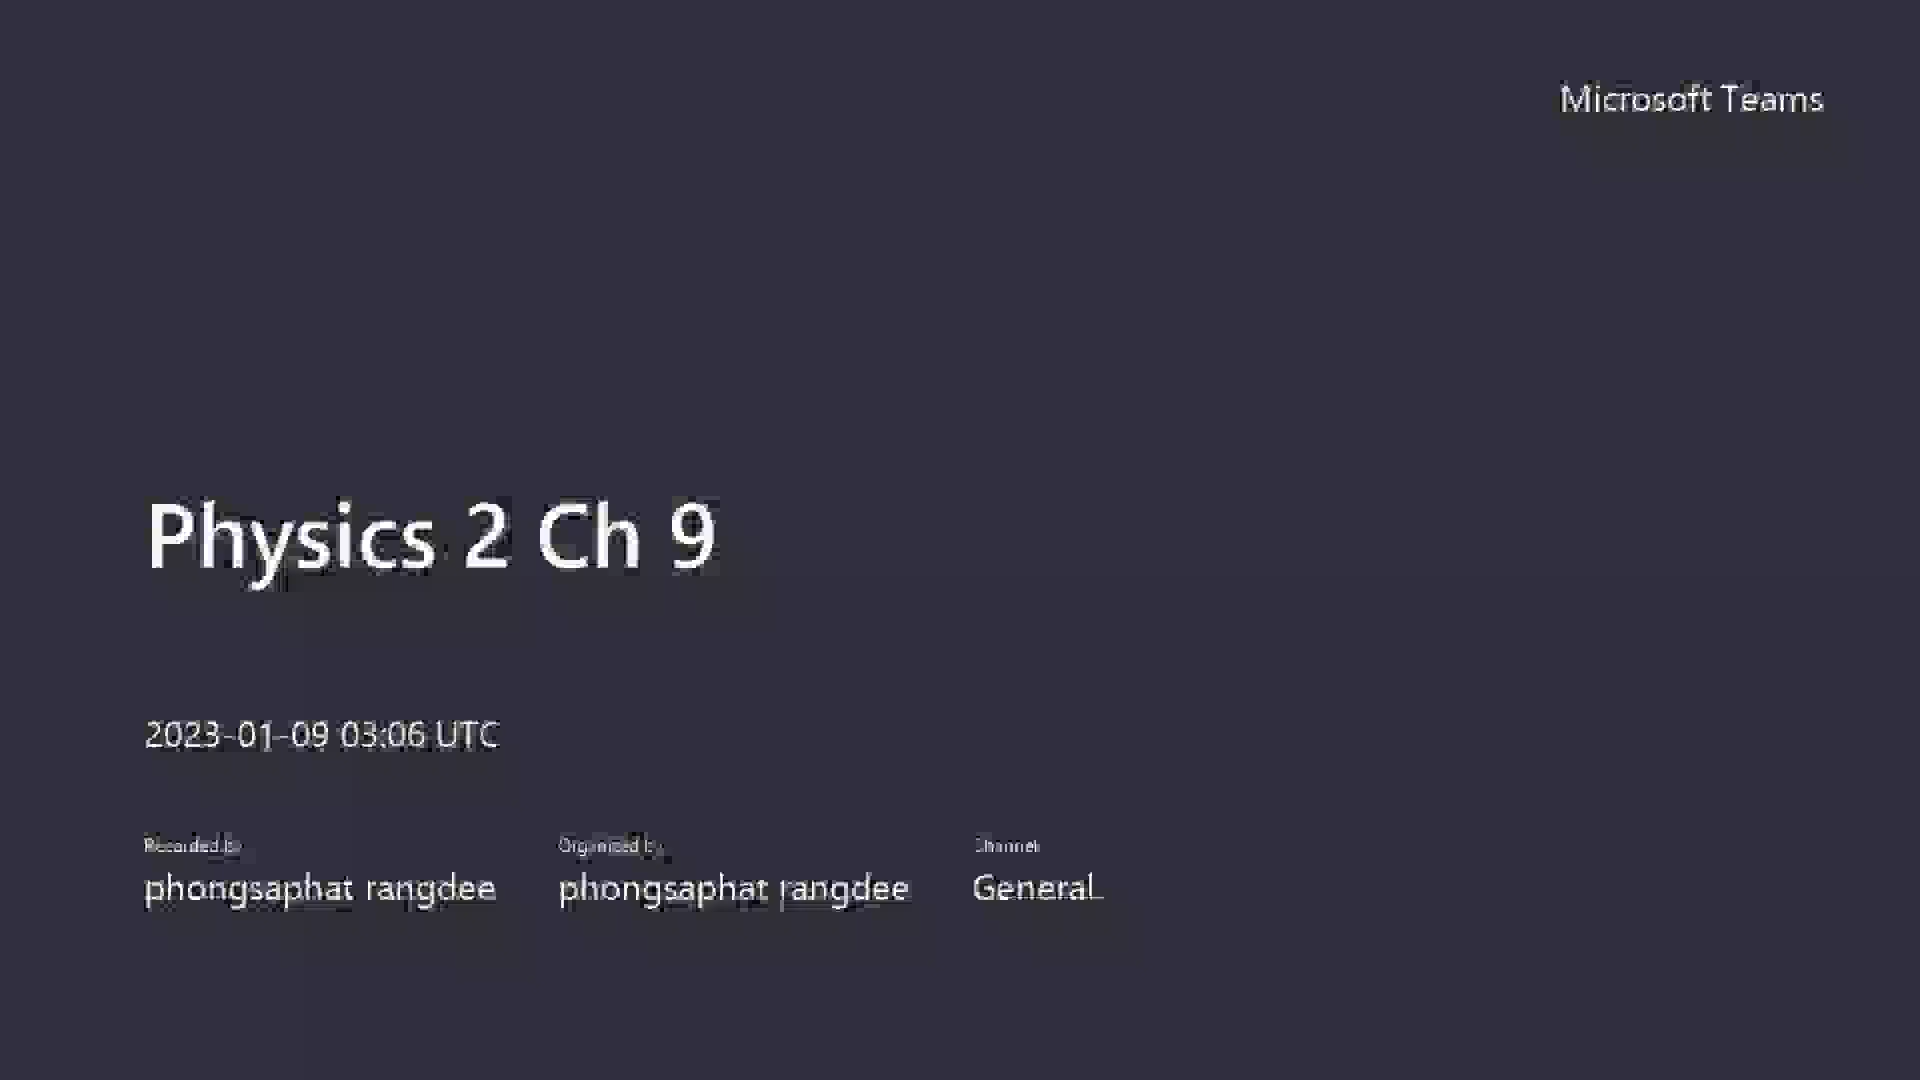 Microsoft Teams
Physics 2 Ch 9
2023-01-09 03:06 UTC
Recorded by Organized by Channel
phongsaphat rangdee phongsaphat rangdee General